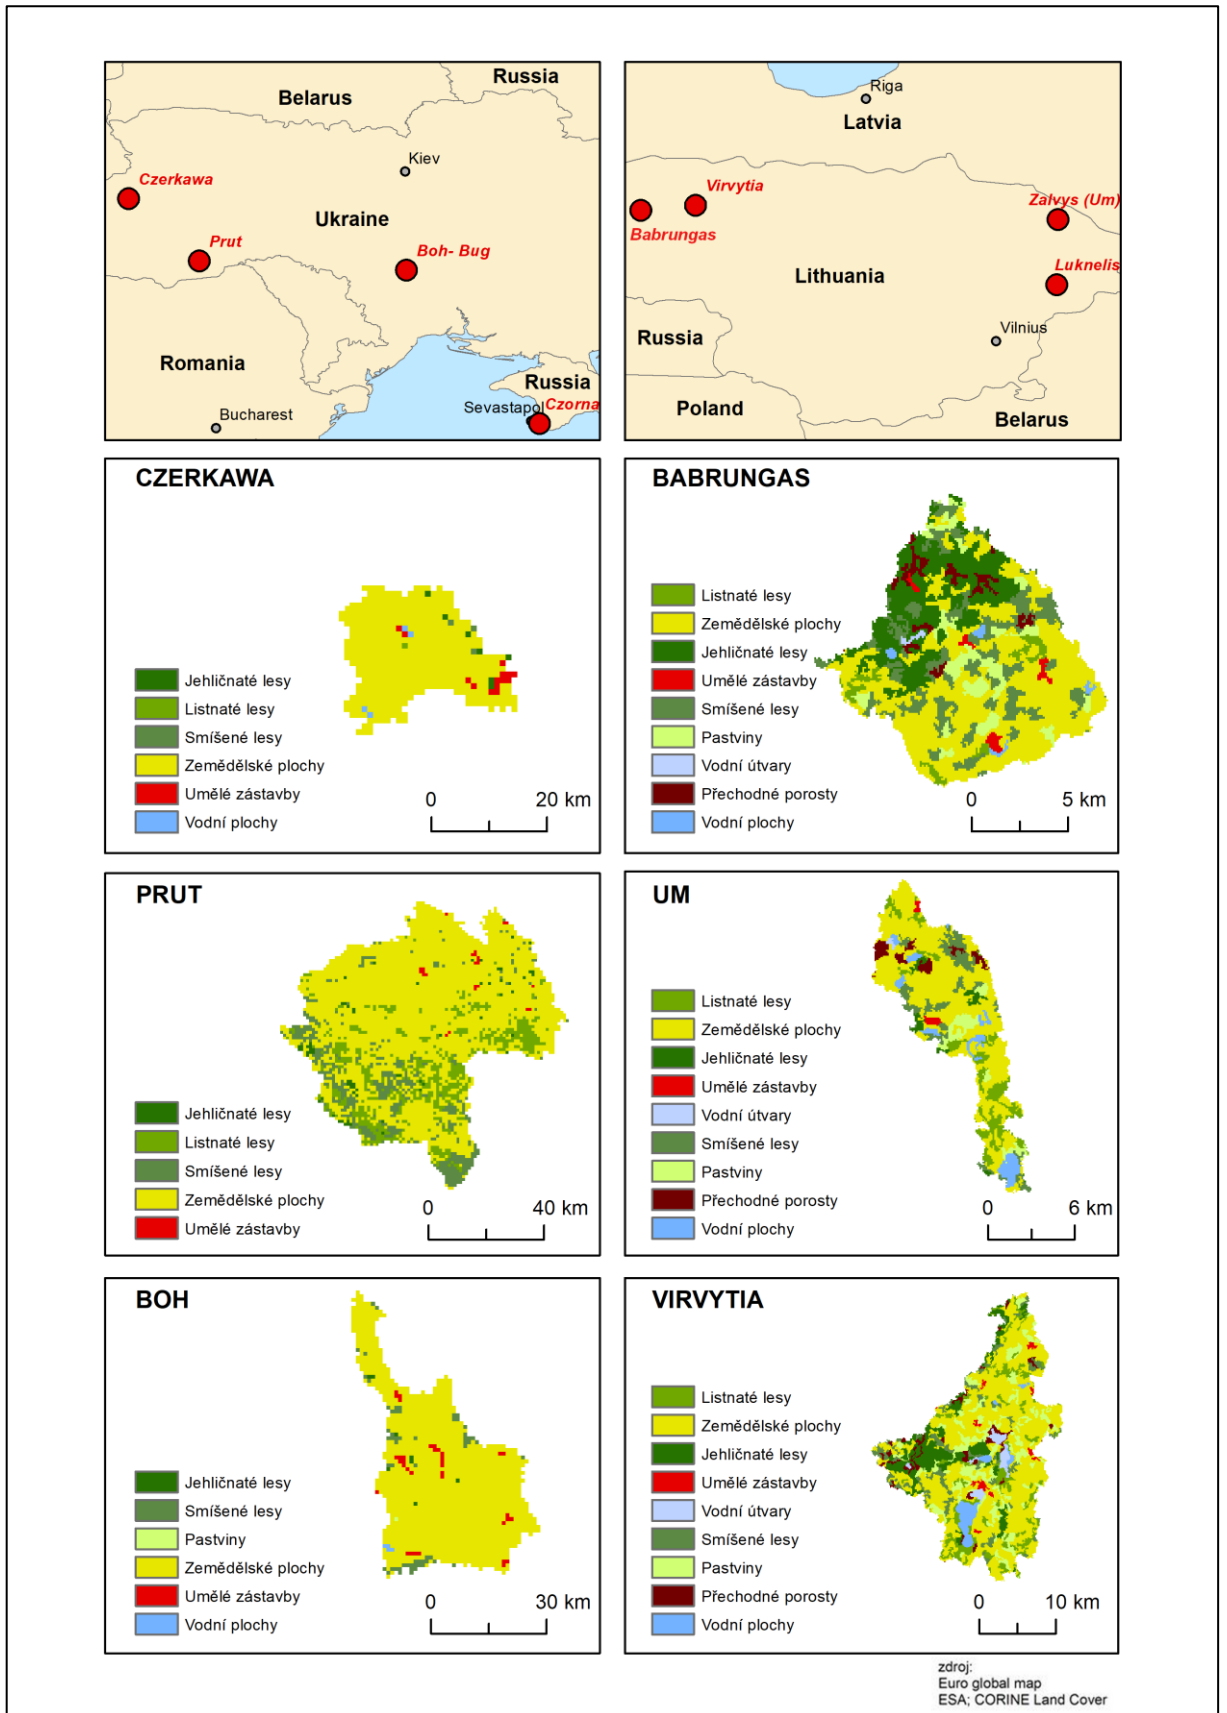 Russia
Belarus
Kiev
Czerkawa
Ukraine
Prut
Boh- Bug
Romania
Russia
Sevastapol
Czorna
Bucharest
Riga
Latvia
Virvytia
Zalvys (Um)
Babrungas
Luknelis
Lithuania
Vilnius
Russia
Poland
Belarus
CZERKAWA
Jehličnaté lesy
Listnaté lesy
Smíšené lesy
Zemědělské plochy
Umělé zástavby
Vodní plochy
0 20 km
BABRUNGAS
Listnaté lesy
Zemědělské plochy
Jehličnaté lesy
Umělé zástavby
Smíšené lesy
Pastviny
Vodní útvary
Přechodné porosty
Vodní plochy
0 5 km
PRUT
Jehličnaté lesy
Listnaté lesy
Smíšené lesy
Zemědělské plochy
Umělé zástavby
0 40 km
UM
Listnaté lesy
Zemědělské plochy
Jehličnaté lesy
Umělé zástavby
Vodní útvary
Smíšené lesy
Pastviny
Přechodné porosty
Vodní plochy
0 6 km
BOH
Jehličnaté lesy
Smíšené lesy
Pastviny
Zemědělské plochy
Umělé zástavby
Vodní plochy
0 30 km
VIRVYTIA
Listnaté lesy
Zemědělské plochy
Jehličnaté lesy
Umělé zástavby
Vodní útvary
Smíšené lesy
Pastviny
Přechodné porosty
Vodní plochy
0 10 km
zdroj:
Euro global map
ESA; CORINE Land Cover